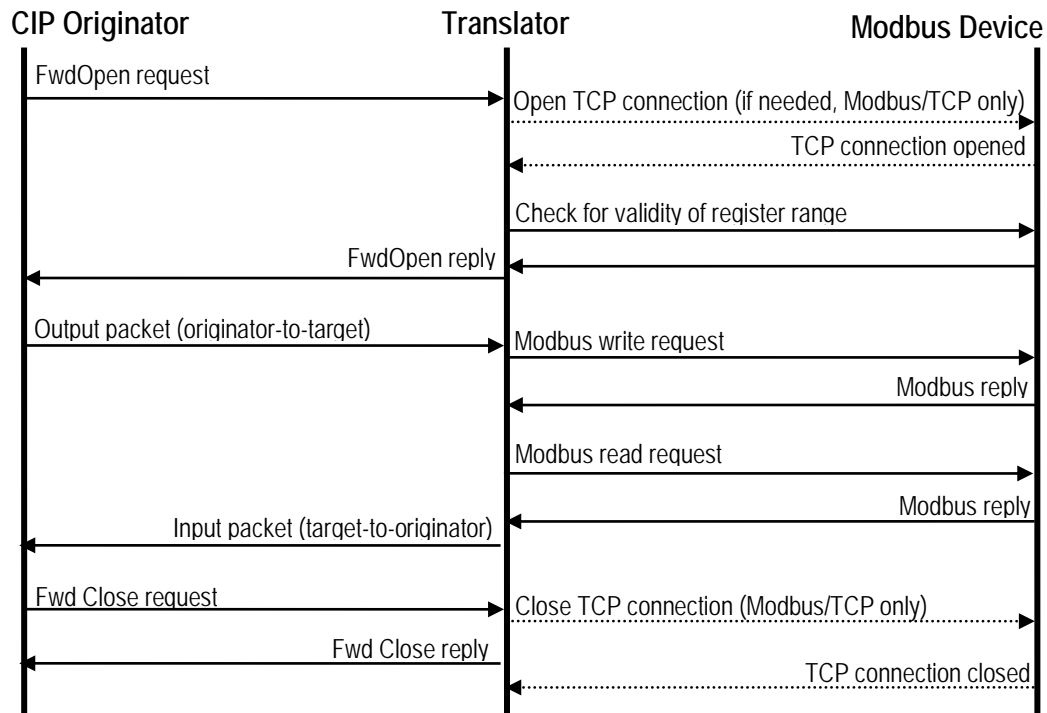 CIP Originator
Translator
Modbus Device
FwdOpen request
Open TCP connection (if needed, Modbus/TCP only)
TCP connection opened
Check for validity of register range
FwdOpen reply
Output packet (originator-to-target)
Modbus write request
Modbus reply
Modbus read request
Modbus reply
Input packet (target-to-originator)
Fwd Close request
Close TCP connection (Modbus/TCP only)
Fwd Close reply
TCP connection closed